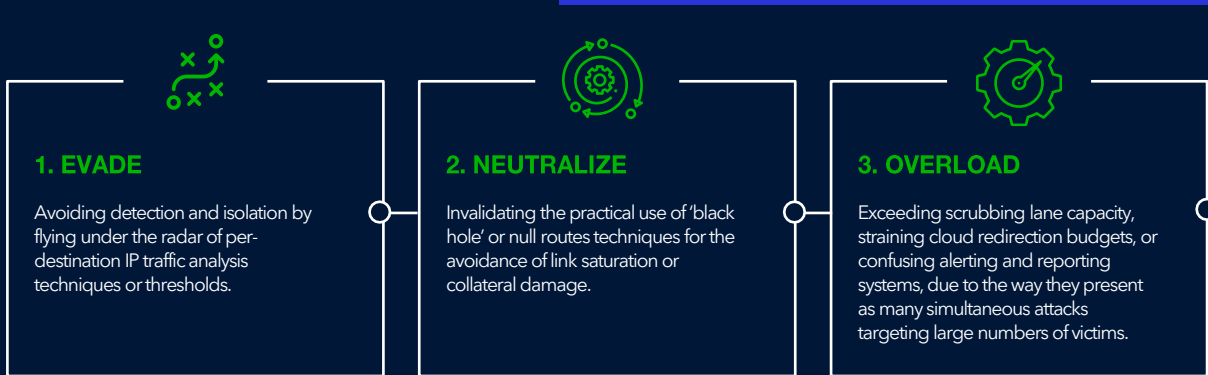 1. EVADE
Avoiding detection and isolation by
flying under the radar of per-
destination IP traffic analysis
techniques or thresholds.
2. NEUTRALIZE
Invalidating the practical use of ‘black
hole’ or null routes techniques for the
avoidance of link saturation or
collateral damage.
3. OVERLOAD
Exceeding scrubbing lane capacity,
straining cloud redirection budgets, or
confusing alerting and reporting
systems, due to the way they present
as many simultaneous attacks
targeting large numbers of victims.